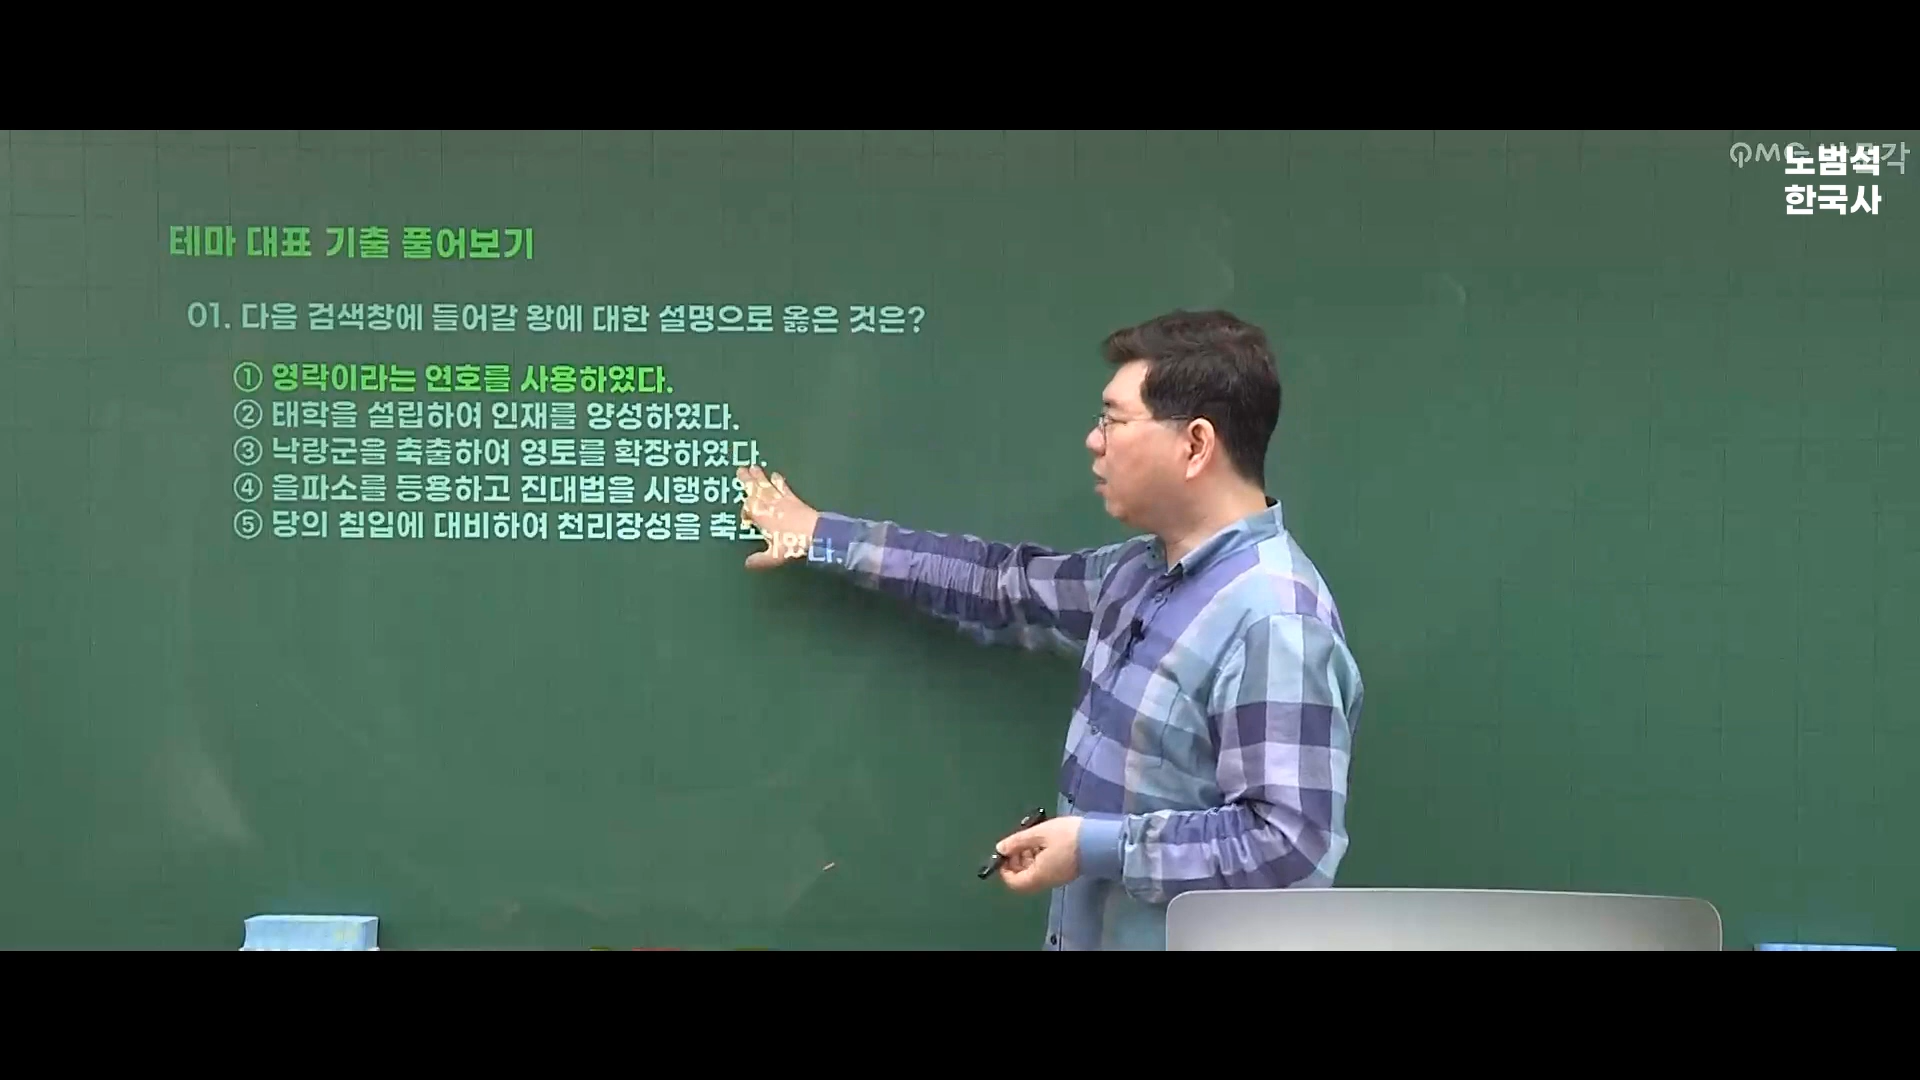 노범석
한국사
테마 대표 기출 풀어보기
01. 다음 검색창에 들어갈 왕에 대한 설명으로 옳은 것은?
① 영락이라는 연호를 사용하였다.
② 태학을 설립하여 인재를 양성하였다.
③ 낙랑군을 축출하여 영토를 확장하였다.
④ 을파소를 등용하고 진대법을 시행하였다.
⑤ 당의 침입에 대비하여 천리장성을 축조하였다.